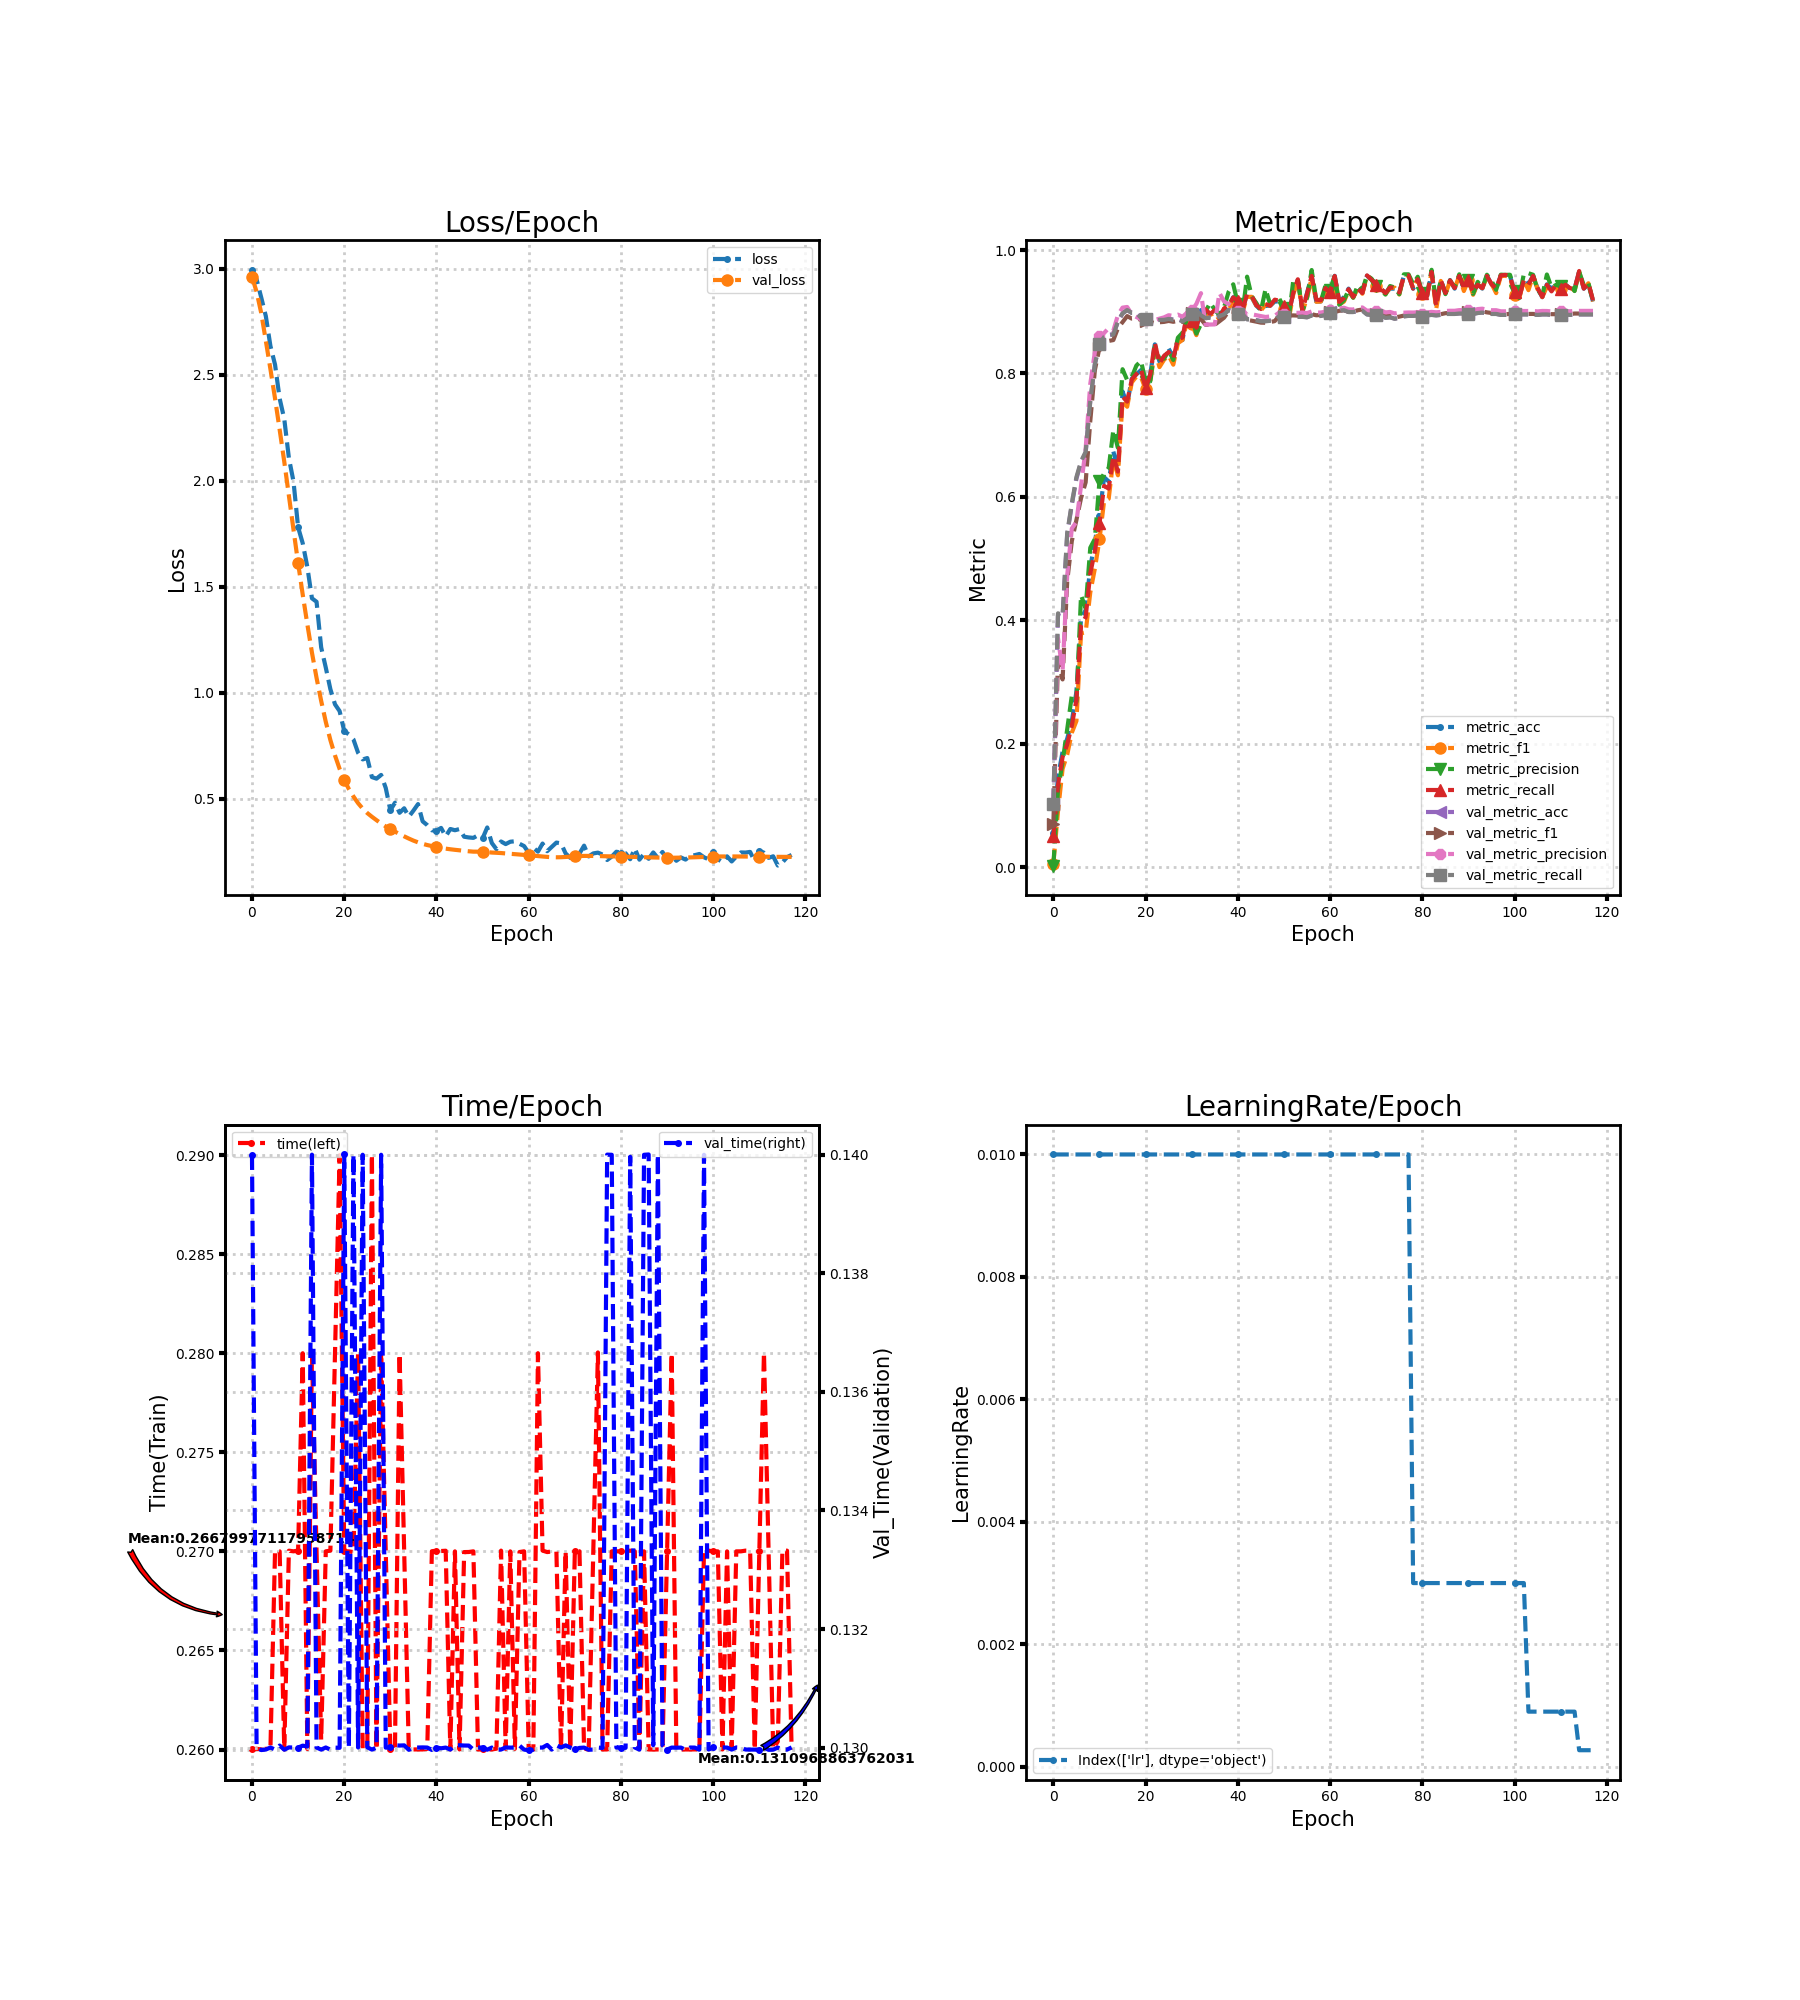 Loss/Epoch
3.0
2.5
2.0
1.5
1.0
0.5
Loss
0 20 40 60 80 100 120
Epoch
loss
val_loss
Metric/Epoch
1.0
0.8
0.6
0.4
0.2
0.0
Metric
0 20 40 60 80 100 120
Epoch
metric_acc
metric_f1
metric_precision
metric_recall
val_metric_acc
val_metric_f1
val_metric_precision
val_metric_recall
Time/Epoch
time(left)
val_time(right)
0.290
0.285
0.280
0.275
0.270
0.265
0.260
Time(Train)
Mean:0.2667997711795871
0.140
0.138
0.136
0.134
0.132
0.130
Val_Time(Validation)
Mean:0.1310968863762031
0 20 40 60 80 100 120
Epoch
LearningRate/Epoch
0.010
0.008
0.006
0.004
0.002
0.000
LearningRate
Index(['lr'], dtype='object')
0 20 40 60 80 100 120
Epoch